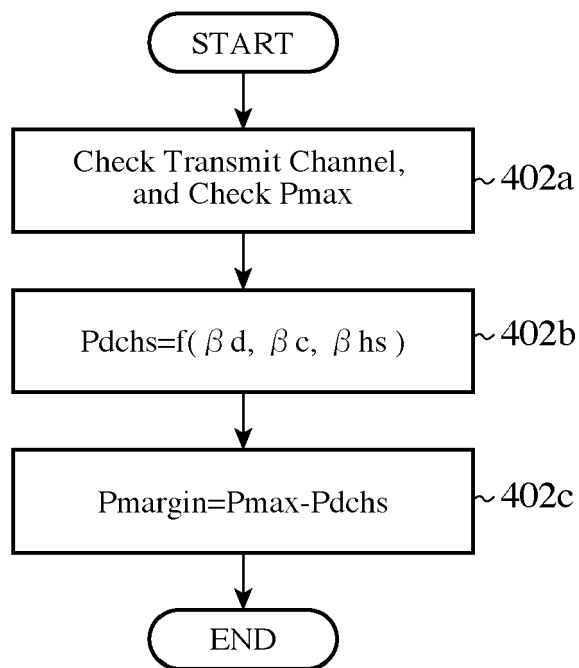 START
Check Transmit Channel,
and Check Pmax
402a
Pdchs=f( β d, β c, β hs )
402b
Pmargin=Pmax-Pdchs
402c
END